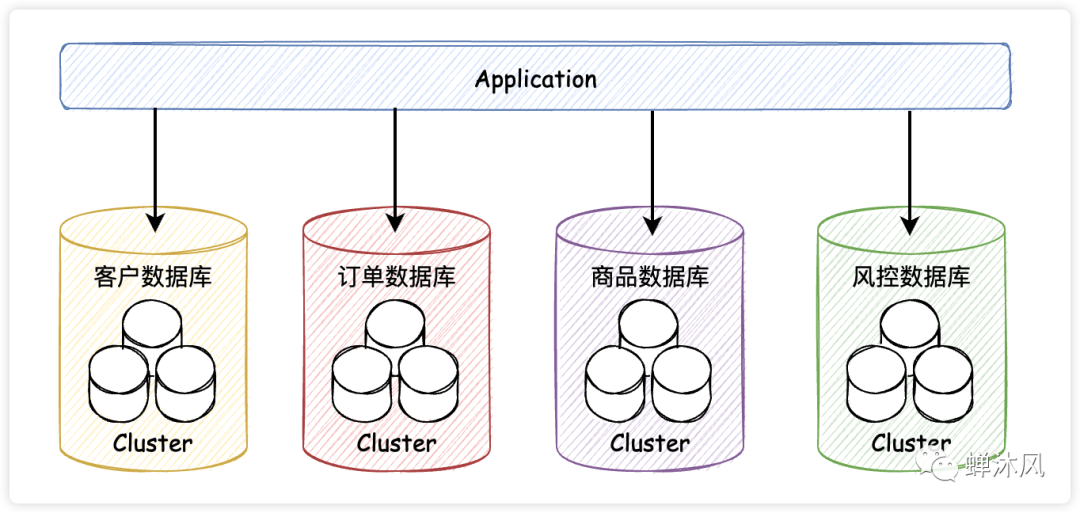 Application
客户数据库
订单数据库
商品数据库
风控数据库
Cluster
Cluster
Cluster
Cluster
蝉沐风